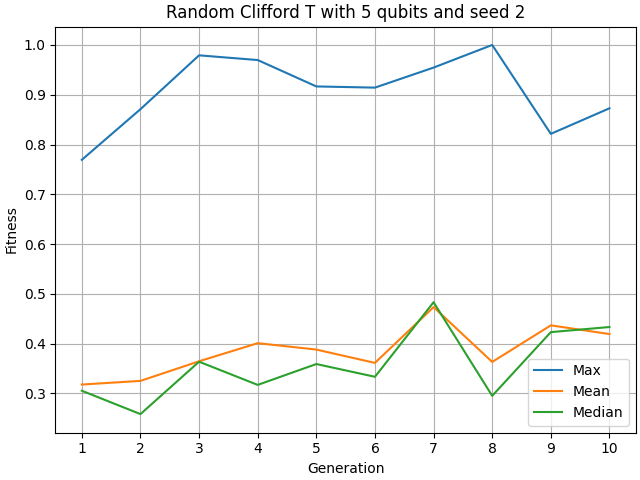 Random Clifford T with 5 qubits and seed 2
Fitness
1.0
0.9
0.8
0.7
0.6
0.5
0.4
0.3
Max
Mean
Median
1 2 3 4 5 6 7 8 9 10
Generation